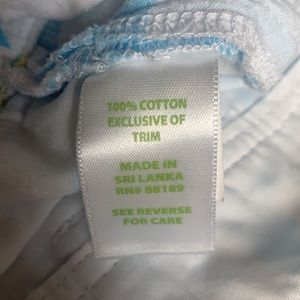 100% COTTON
EXCLUSIVE OF
TRIM
MADE IN
SRI LANKA
RN# 88189
SEE REVERSE
FOR CARE